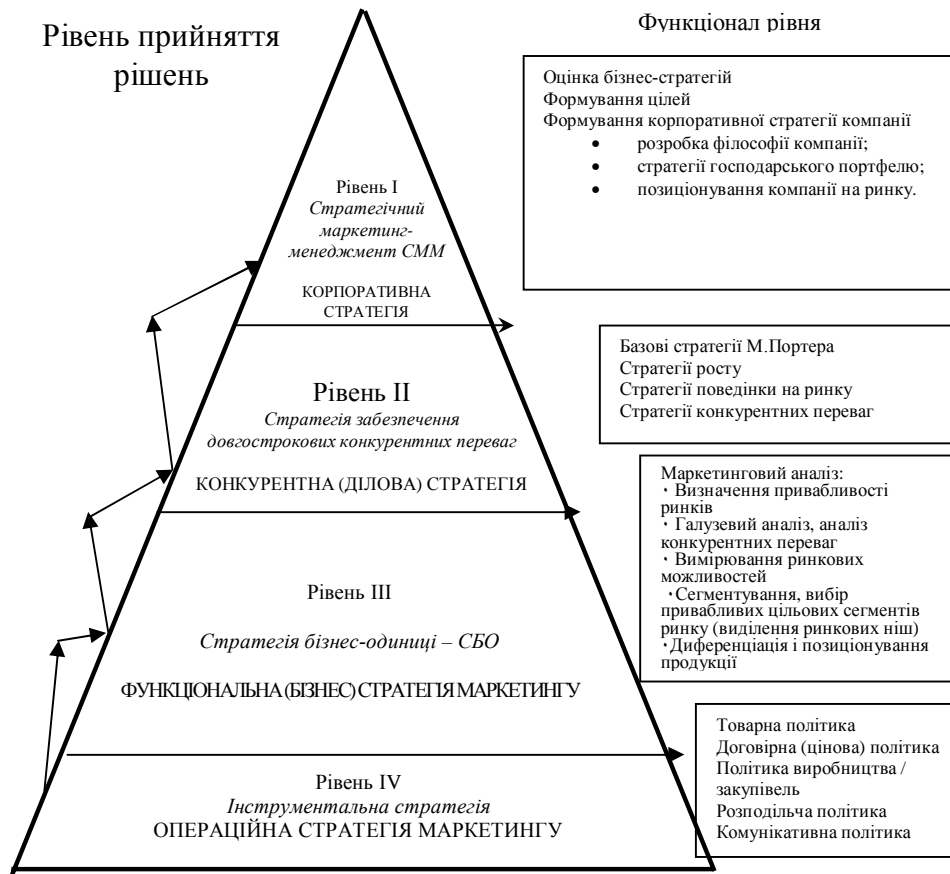 Рівень прийняття
рішень
Функціонал рівня
Оцінка бізнес-стратегій
Формування цілей
Формування корпоративної стратегії компанії
• розробка філософії компанії;
• стратегії господарського портфелю;
• позиціонування компанії на ринку.
Рівень I
Стратегічний
маркетинг-
менеджмент СММ
КОРПОРАТИВНА
СТРАТЕГІЯ
Базові стратегії М.Портера
Стратегії росту
Стратегії поведінки на ринку
Стратегії конкурентних переваг
Рівень II
Стратегія забезпечення
довгострокових конкурентних переваг
КОНКУРЕНТНА (ДІЛОВА) СТРАТЕГІЯ
Маркетинговий аналіз:
· Визначення привабливості
ринків
· Галузевий аналіз, аналіз
конкурентних переваг
· Вимірювання ринкових
можливостей
· Сегментування, вибір
привабливих цільових сегментів
ринку (виділення ринкових ніш)
· Диференціація і позиціонування
продукції
Рівень III
Стратегія бізнес-одиниці – СБО
ФУНКЦІОНАЛЬНА (БІЗНЕС) СТРАТЕГІЯ МАРКЕТИНГУ
Товарна політика
Договірна (цінова) політика
Політика виробництва /
закупівель
Розподільча політика
Комунікативна політика
Рівень IV
Інструментальна стратегія
ОПЕРАЦІЙНА СТРАТЕГІЯ МАРКЕТИНГУ